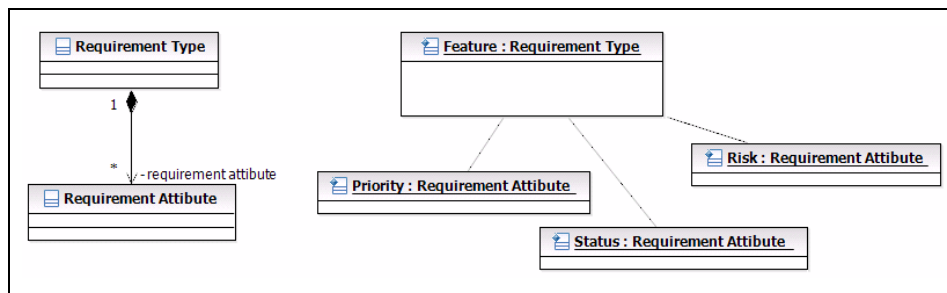 Requirement Type
1
*
- requirement attibute
Requirement Attibute
Feature : Requirement Type
Risk : Requirement Attibute
Priority : Requirement Attibute
Status : Requirement Attibute